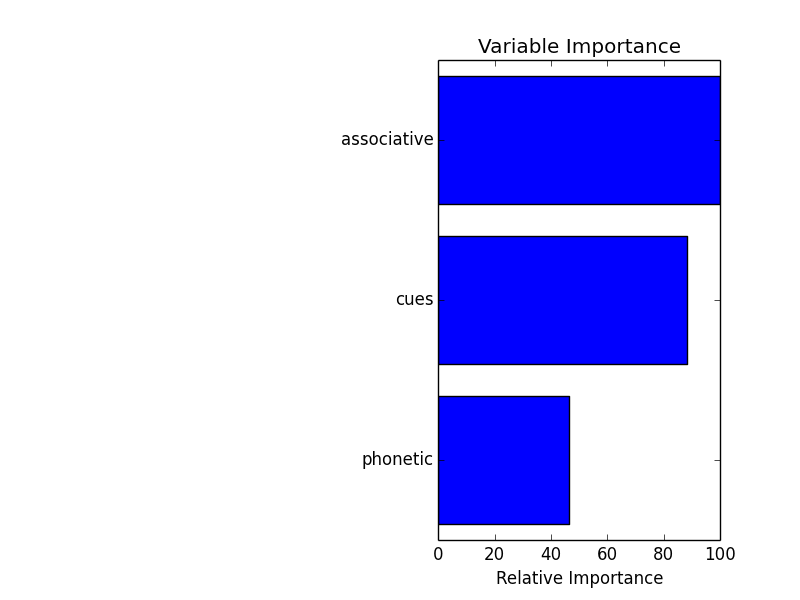 Variable Importance
associative
cues
phonetic
0 20 40 60 80 100
Relative Importance